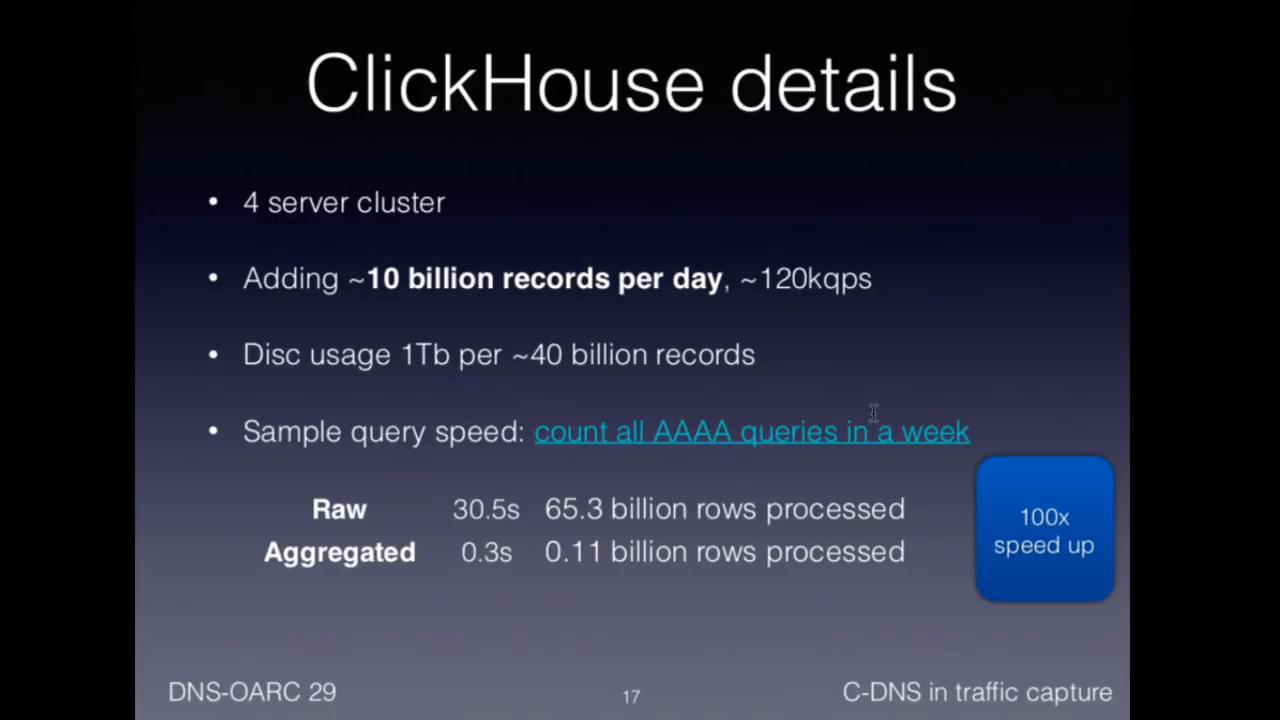 ClickHouse details
• 4 server cluster
• Adding ~10 billion records per day, ~120kqps
• Disc usage 1Tb per ~40 billion records
• Sample query speed: count all AAAA queries in a week
Raw 30.5s 65.3 billion rows processed
Aggregated 0.3s 0.11 billion rows processed
100x
speed up
DNS-OARC 29 17 C-DNS in traffic capture